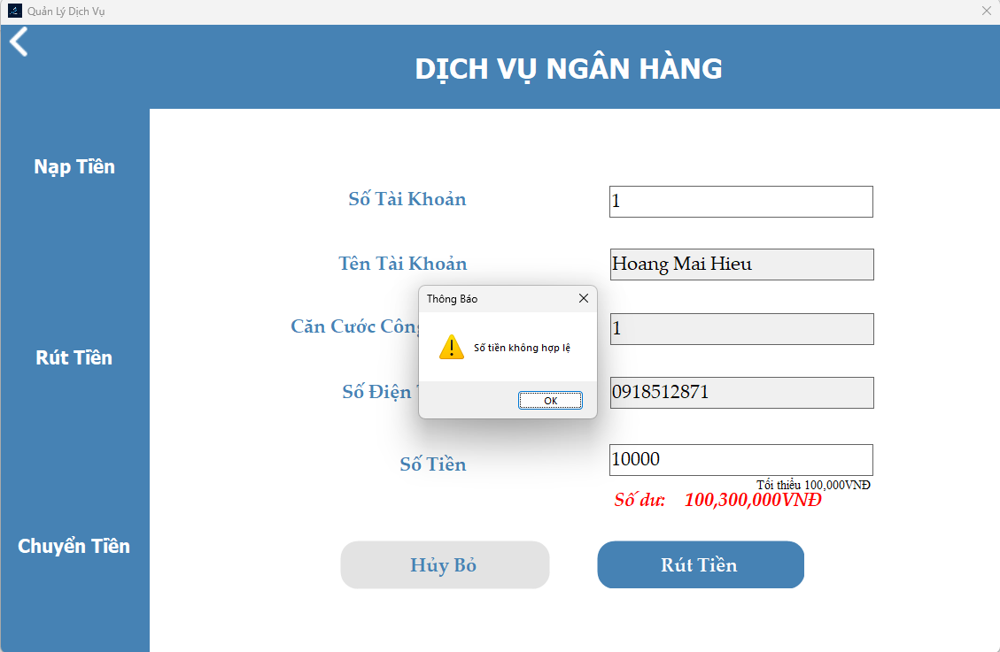 Quản Lý Dịch Vụ
DỊCH VỤ NGÂN HÀNG
Nạp Tiền
Rút Tiền
Chuyển Tiền
Số Tài Khoản
1
Tên Tài Khoản
Hoang Mai Hieu
Căn Cước Công
1
Số Điện
0918512871
Số Tiền
10000
Tối thiểu 100,000VNĐ
Số dư: 100,300,000VNĐ
Hủy Bỏ
Rút Tiền
Thông Báo
Số tiền không hợp lệ
OK